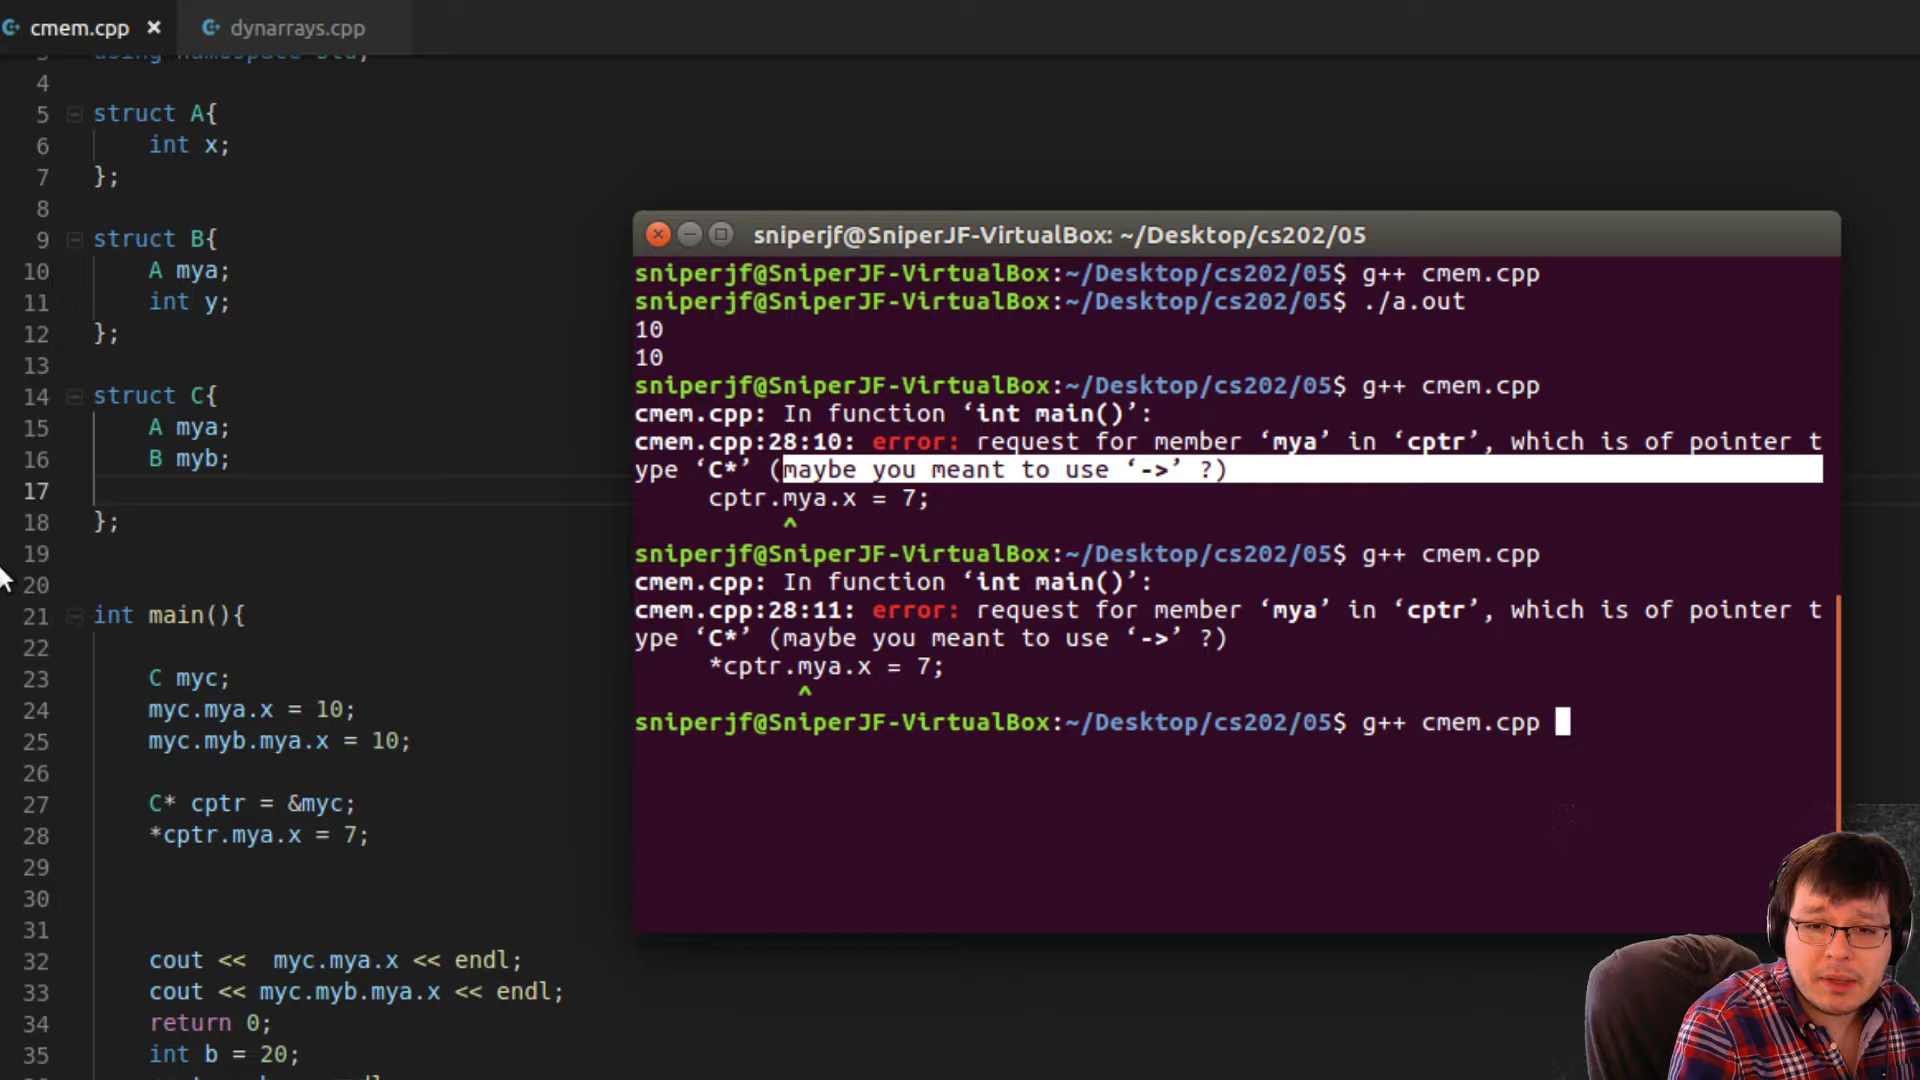 cmem.cpp
dynarrays.cpp
3 using namespace std;
4
5 struct A{
6 int x;
7 };
8
9 struct B{
10 A mya;
11 int y;
12 };
13
14 struct C{
15 A mya;
16 B myb;
17
18 };
19
20
21 int main(){
22
23 C myc;
24 myc.mya.x = 10;
25 myc.myb.mya.x = 10;
26
27 C* cptr = &myc;
28 *cptr.mya.x = 7;
29
30
31
32 cout << myc.mya.x << endl;
33 cout << myc.myb.mya.x << endl;
34 return 0;
35 int b = 20;
sniperjf@SniperJF-VirtualBox: ~/Desktop/cs202/05
sniperjf@SniperJF-VirtualBox:~/Desktop/cs202/05$ g++ cmem.cpp
sniperjf@SniperJF-VirtualBox:~/Desktop/cs202/05$ ./a.out
10
10
sniperjf@SniperJF-VirtualBox:~/Desktop/cs202/05$ g++ cmem.cpp
cmem.cpp: In function ‘int main()’:
cmem.cpp:28:10: error: request for member ‘mya’ in ‘cptr’, which is of pointer t
ype ‘C*’ (maybe you meant to use ‘->’ ?)
cptr.mya.x = 7;
^
sniperjf@SniperJF-VirtualBox:~/Desktop/cs202/05$ g++ cmem.cpp
cmem.cpp: In function ‘int main()’:
cmem.cpp:28:11: error: request for member ‘mya’ in ‘cptr’, which is of pointer t
ype ‘C*’ (maybe you meant to use ‘->’ ?)
*cptr.mya.x = 7;
^
sniperjf@SniperJF-VirtualBox:~/Desktop/cs202/05$ g++ cmem.cpp